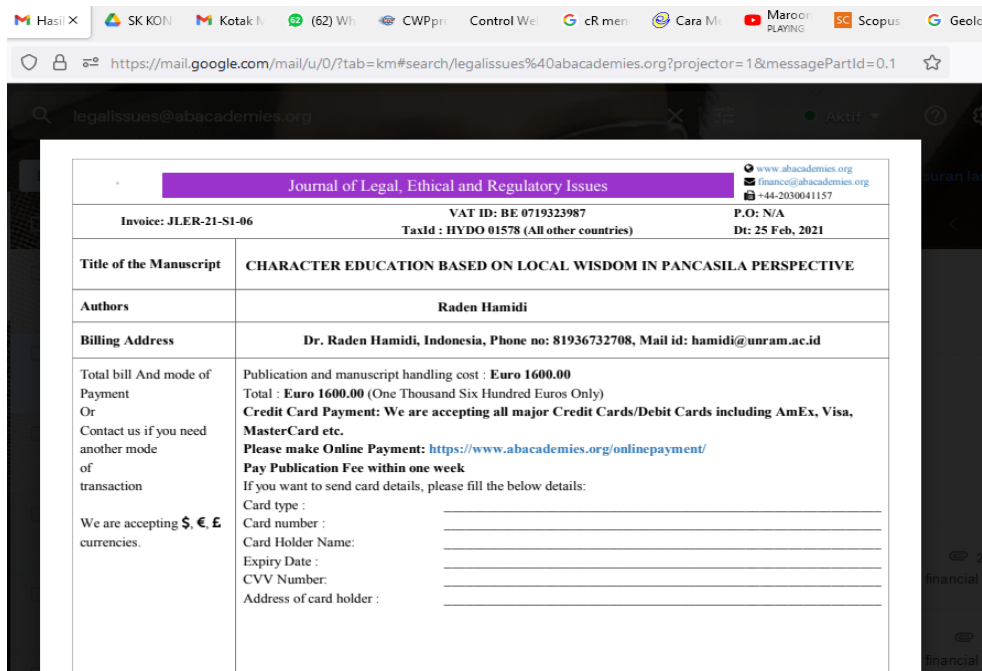 Hasil
SK KON
Kotak
(62) Wh
CWPpr
Control We
cR men
Cara M
Maroor
PLAYING
Scopus
Geolo
https://mail.google.com/mail/u/0/?tab=km#search/legalissues%40abacademies.org?projector=1&messagePartId=0.1
legalissues@abacademies.org
Aktif
www.abacademies.org
Journal of Legal, Ethical and Regulatory Issues
finance@abacademies.org
+44-2030041157
Invoice: JLER-21-S1-06
VAT ID: BE 0719323987
TaxId : HYDO 01578 (All other countries)
P.O: N/A
Dt: 25 Feb, 2021
Title of the Manuscript
CHARACTER EDUCATION BASED ON LOCAL WISDOM IN PANCASILA PERSPECTIVE
Authors
Raden Hamidi
Billing Address
Dr. Raden Hamidi, Indonesia, Phone no: 81936732708, Mail id: hamidi@unram.ac.id
Total bill And mode of
Payment
Or
Contact us if you need
another mode
of
transaction
We are accepting $, €, £
currencies.
Publication and manuscript handling cost : Euro 1600.00
Total : Euro 1600.00 (One Thousand Six Hundred Euros Only)
Credit Card Payment: We are accepting all major Credit Cards/Debit Cards including AmEx, Visa,
MasterCard etc.
Please make Online Payment: https://www.abacademies.org/onlinepayment/
Pay Publication Fee within one week
If you want to send card details, please fill the below details:
Card type :
Card number :
Card Holder Name:
Expiry Date :
CVV Number:
Address of card holder :
financial
financial